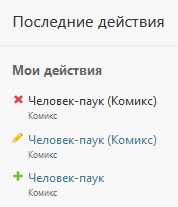 Последние действия
Мои действия
Человек-паук (Комикс)
Комикс
Человек-паук (Комикс)
Комикс
Человек-паук
Комикс